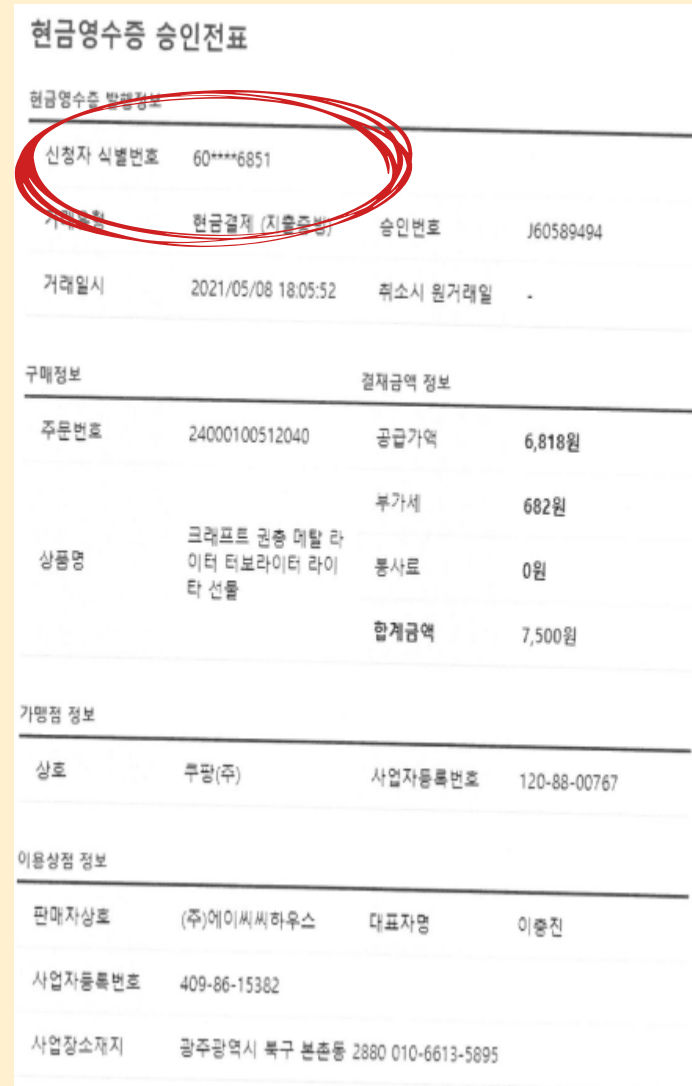 현금영수증 승인전표
현금영수증 발행정보
신청자 식별번호 60****6851
거래유형 현금결제 (지출증빙) 승인번호 J60589494
거래일시 2021/05/08 18:05:52 취소시 원거래일 -
구매정보 결재금액 정보
주문번호 24000100512040 공급가액 6,818원
부가세 682원
상품명 크래프트 권총 메탈 라
이터 터보라이터 라이
타 선물
봉사료 0원
합계금액 7,500원
가맹점 정보
상호 쿠팡(주) 사업자등록번호 120-88-00767
이용상점 정보
판매자상호 (주)에이씨씨하우스 대표자명 이충진
사업자등록번호 409-86-15382
사업장소재지 광주광역시 북구 본촌동 2880 010-6613-5895